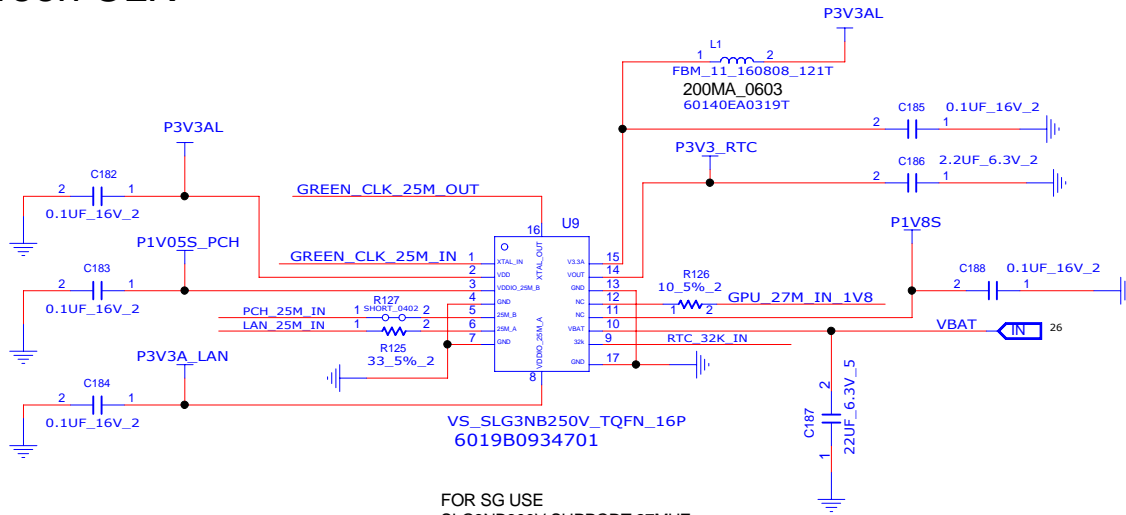 P3V3AL
L1
1 2
FBM_11_160808_121T
200MA_0603
60140EA0319T
C185 0.1UF_16V_2
2 1
P3V3AL
P3V3_RTC
C186 2.2UF_6.3V_2
2 1
C182
2 1
0.1UF_16V_2
GREEN_CLK_25M_OUT
P1V8S
16 U9
P1V05S_PCH
GREEN_CLK_25M_IN
1 XTAL_IN XTAL_OUT V3.3A 15
2 VDD VOUT 14
3 VDDIO_25M_B GND 13
4 GND NC 12
5 25M_B NC 11
6 25M_A VBAT 10
7 GND 32k 9
VDDIO_25M_A GND 17
8
C183
2 1
0.1UF_16V_2
R126
10_5%_2
1 2
GPU_27M_IN_1V8
C188 0.1UF_16V_2
2 1
R127
SHORT_0402
PCH_25M_IN 1 2
LAN_25M_IN 1 2
R125
33_5%_2
VBAT IN 26
RTC_32K_IN
P3V3A_LAN
C184
2 1
0.1UF_16V_2
2
C187
22UF_6.3V_5
1
VS_SLG3NB250V_TQFN_16P
6019B0934701
FOR SG USE